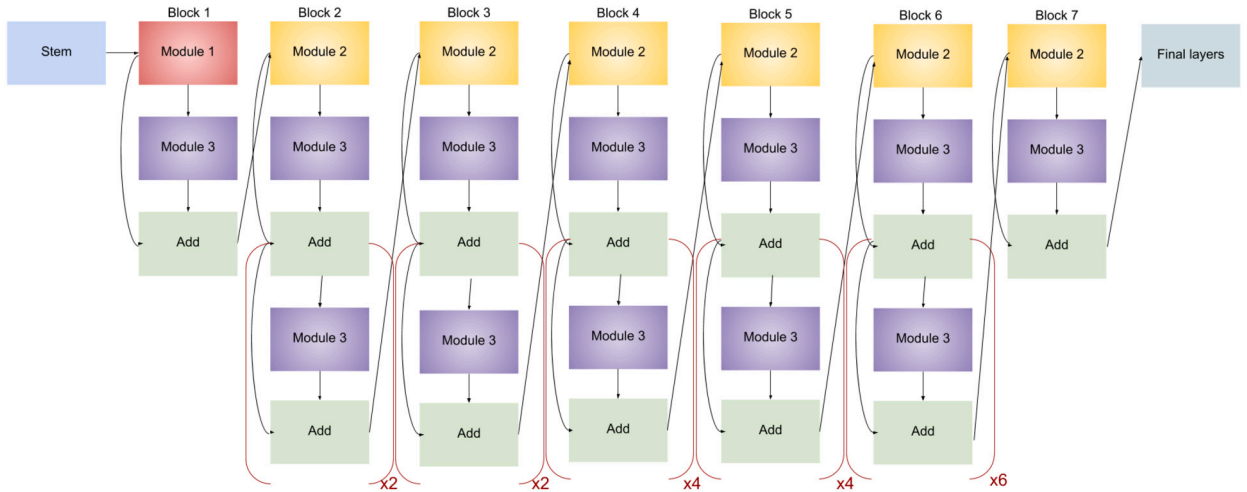 Block 1 Block 2 Block 3 Block 4 Block 5 Block 6 Block 7
Stem Module 1 Module 2 Module 2 Module 2 Module 2 Module 2 Module 2 Final layers
Module 3 Module 3 Module 3 Module 3 Module 3 Module 3 Module 3
Add Add Add Add Add Add Add
Module 3 Module 3 Module 3 Module 3 Module 3
Add Add Add Add Add
x2 x2 x4 x4 x6